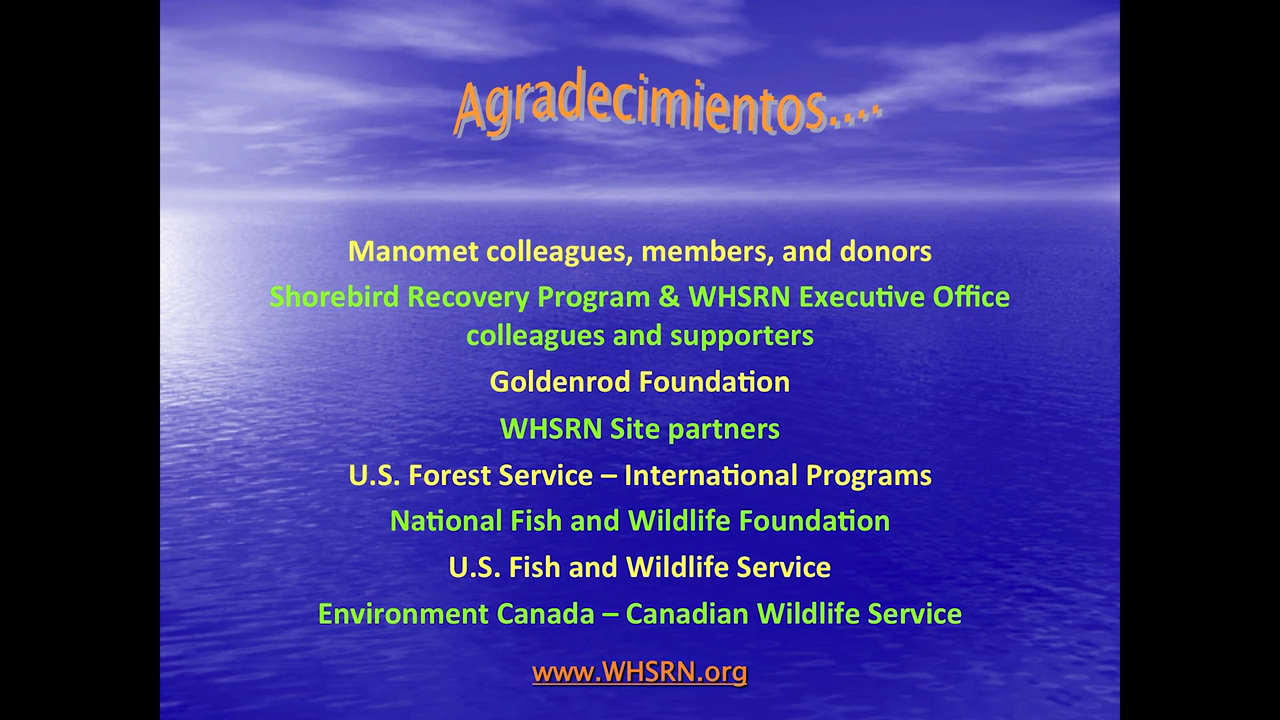 Agradecimientos....
Manomet colleagues, members, and donors
Shorebird Recovery Program & WHSRN Executive Office
colleagues and supporters
Goldenrod Foundation
WHSRN Site partners
U.S. Forest Service – International Programs
National Fish and Wildlife Foundation
U.S. Fish and Wildlife Service
Environment Canada – Canadian Wildlife Service
www.WHSRN.org